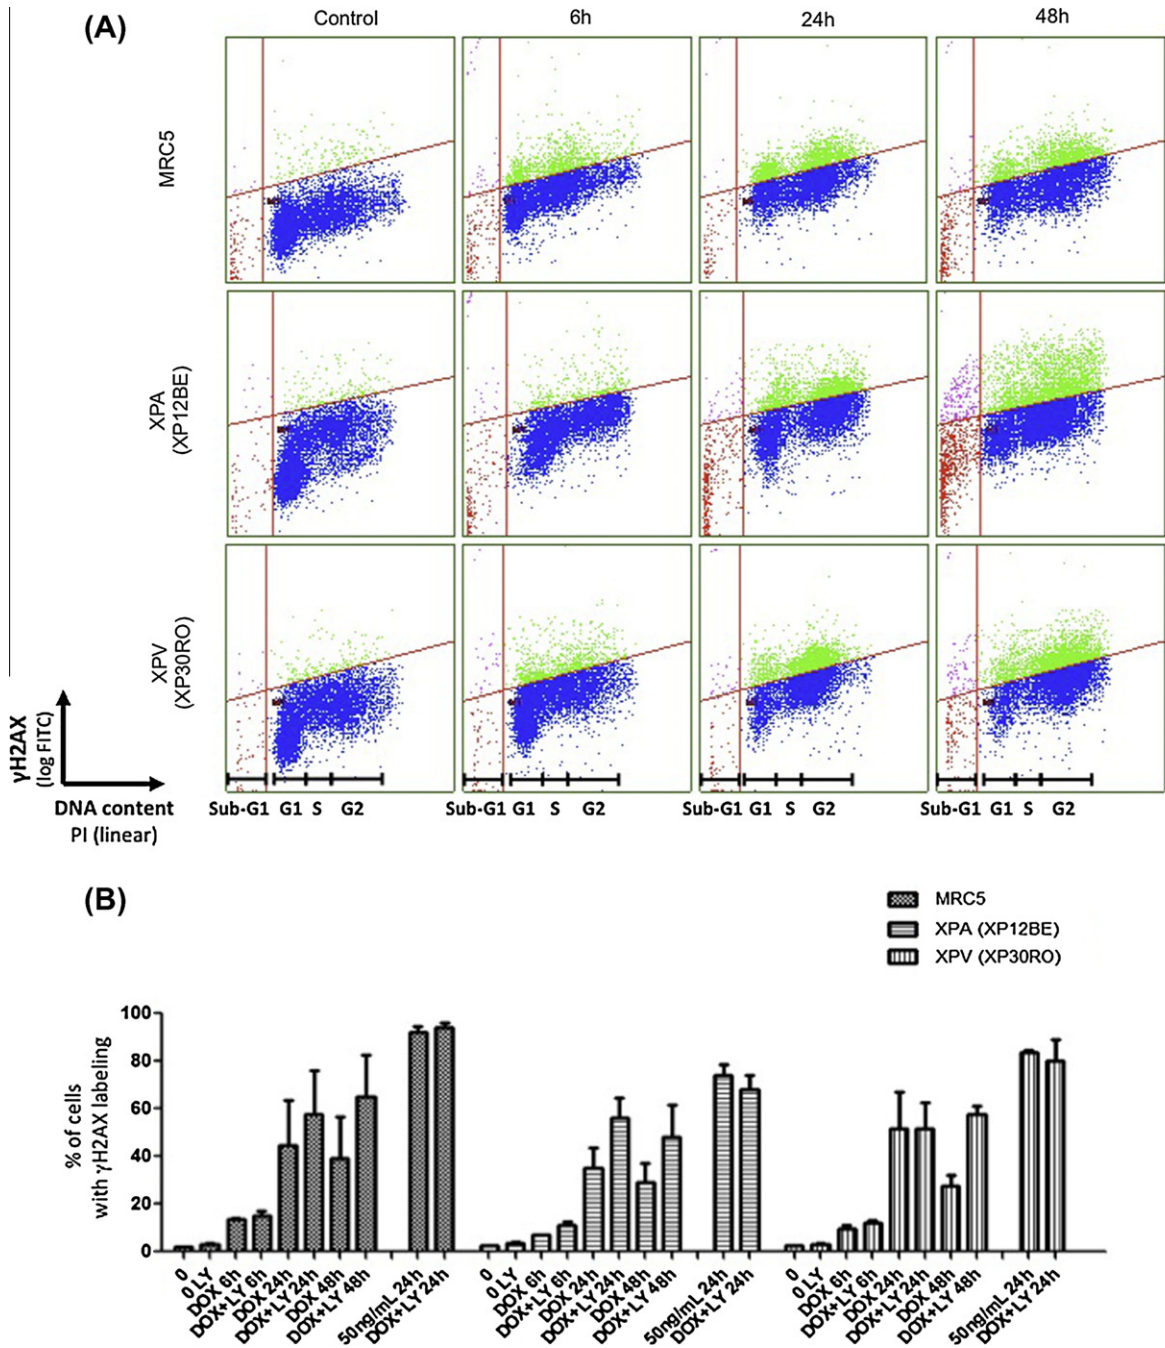 (A)
Control 6h 24h 48h
MRC5
XPA
(XP12BE)
XPV
(XP30RO)
γH2AX
(log FITC)
DNA content
PI (linear)
Sub-G1 G1 S G2 Sub-G1 G1 S G2 Sub-G1 G1 S G2 Sub-G1 G1 S G2
(B)
MRC5
XPA (XP12BE)
XPV (XP30RO)
% of cells
with γH2AX labeling
100
80
60
40
20
0
0
0 LY
DOX 6h
DOX+LY 6h
DOX 24h
DOX+LY 24h
DOX 48h
DOX+LY 48h
50ng/mL 24h
DOX+LY 24h
0
0 LY
DOX 6h
DOX+LY 6h
DOX 24h
DOX+LY 24h
DOX 48h
DOX+LY 48h
50ng/mL 24h
DOX+LY 24h
0
0 LY
DOX 6h
DOX+LY 6h
DOX 24h
DOX+LY 24h
DOX 48h
DOX+LY 48h
50ng/mL 24h
DOX+LY 24h